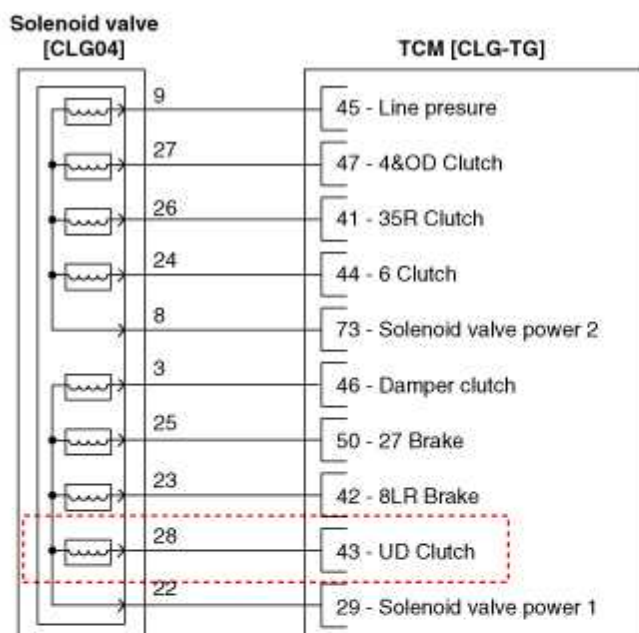 Solenoid valve
[CLG04]
TCM [CLG-TG]
9
45 - Line presure
27
47 - 4&OD Clutch
26
41 - 35R Clutch
24
44 - 6 Clutch
8
73 - Solenoid valve power 2
3
46 - Damper clutch
25
50 - 27 Brake
23
42 - 8LR Brake
28
43 - UD Clutch
22
29 - Solenoid valve power 1